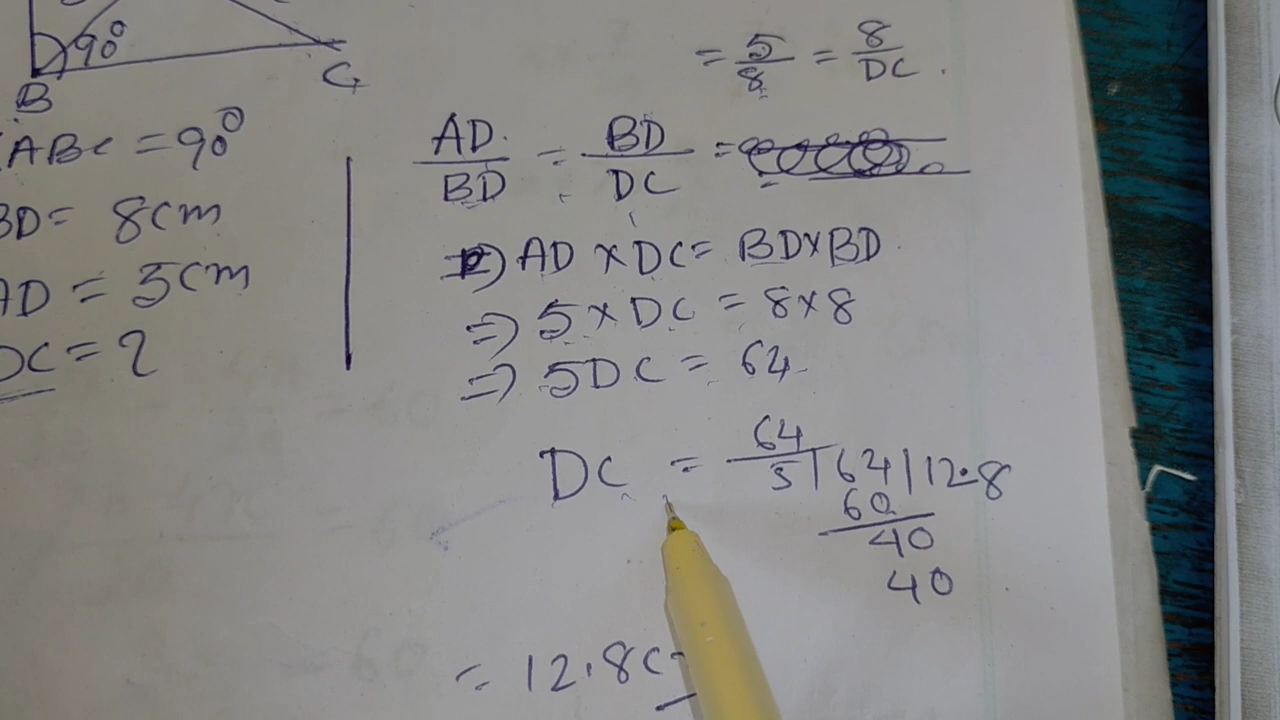 90°
B
C
ABC = 90°
BD = 8cm
AD = 5cm
DC = ?
= 5/8 = 8/DC
AD/BD = BD/DC =
⇒ AD × DC = BD × BD
⇒ 5 × DC = 8 × 8
⇒ 5DC = 64
DC = 64/5
5|64|12.8
60
40
40
= 12.8c